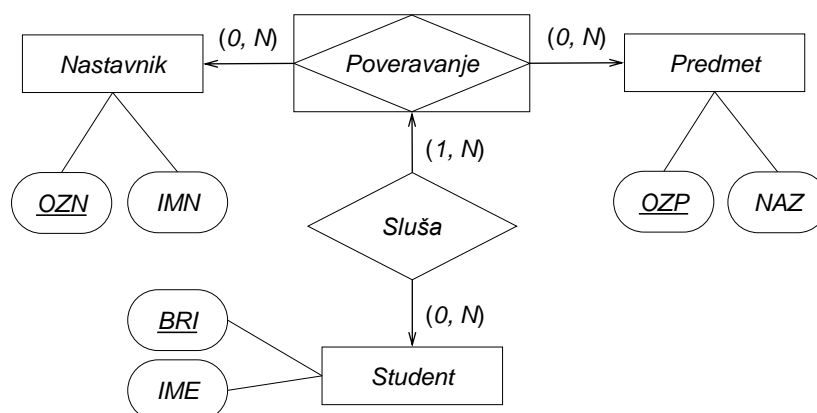 (0, N)
(0, N)
Nastavnik
Poveravanje
Predmet
(1, N)
OZN
IMN
OZP
NAZ
Sluša
(0, N)
BRI
IME
Student